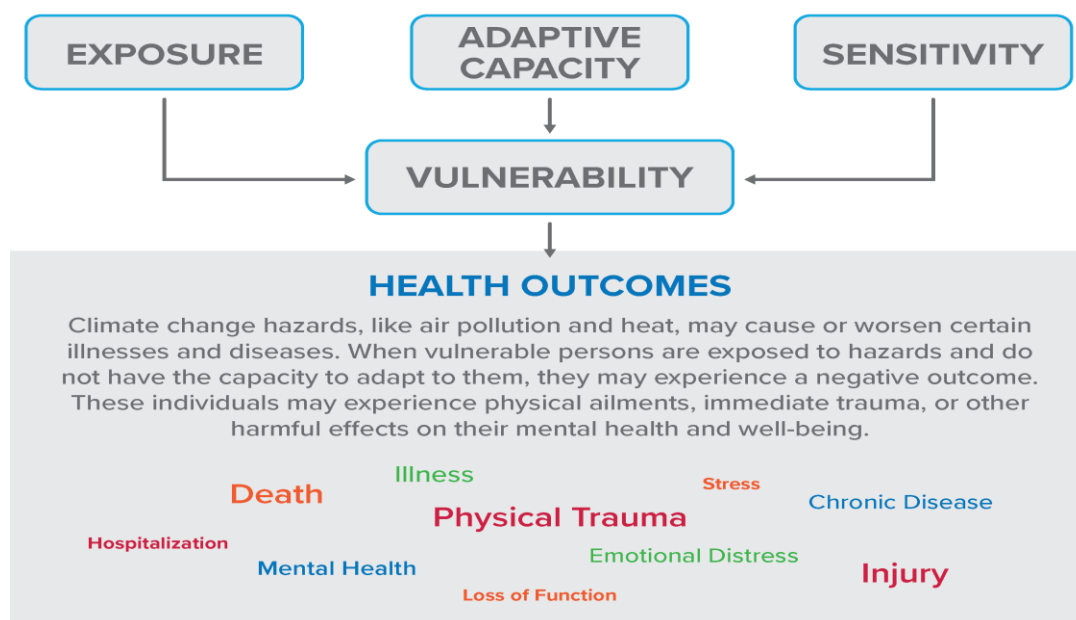 EXPOSURE
ADAPTIVE
CAPACITY
SENSITIVITY
VULNERABILITY
HEALTH OUTCOMES
Climate change hazards, like air pollution and heat, may cause or worsen certain
illnesses and diseases. When vulnerable persons are exposed to hazards and do
not have the capacity to adapt to them, they may experience a negative outcome.
These individuals may experience physical ailments, immediate trauma, or other
harmful effects on their mental health and well-being.
Illness
Death
Stress
Chronic Disease
Physical Trauma
Hospitalization
Emotional Distress
Mental Health
Injury
Loss of Function